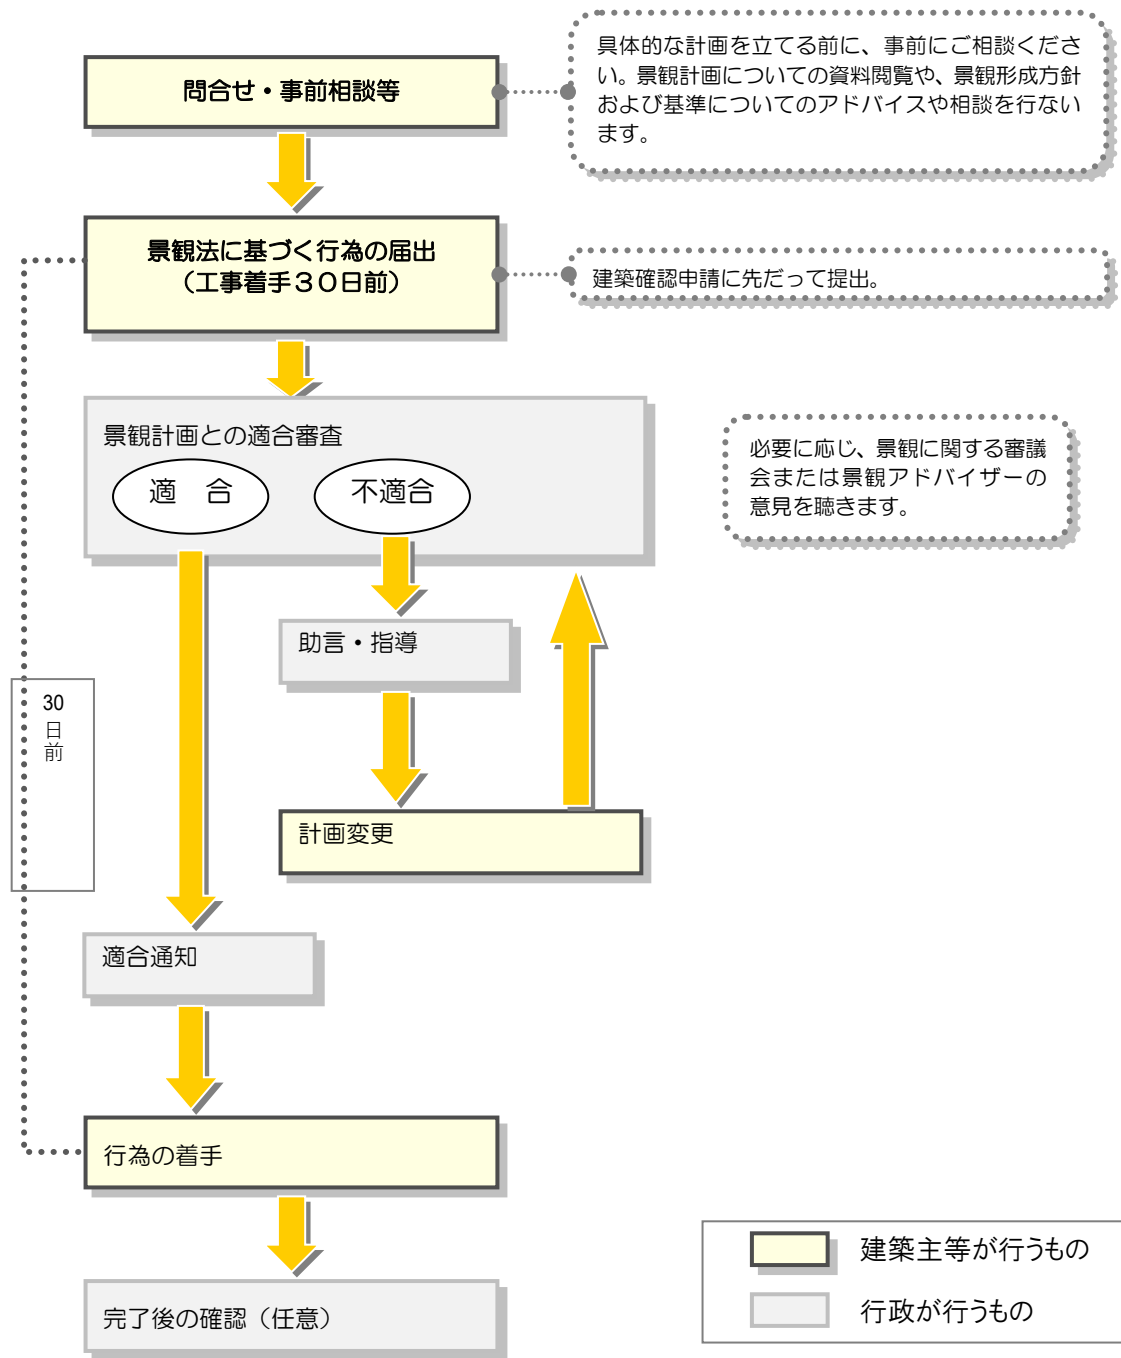 問合せ・事前相談等
具体的な計画を立てる前に、事前にご相談くださ
い。景観計画についての資料閲覧や、景観形成方針
および基準についてのアドバイスや相談を行ない
ます。
景観法に基づく行為の届出
（工事着手３０日前）
建築確認申請に先だって提出。
景観計画との適合審査
適　合
不適合
必要に応じ、景観に関する審議
会または景観アドバイザーの
意見を聴きます。
助言・指導
30
日
前
計画変更
適合通知
行為の着手
完了後の確認（任意）
建築主等が行うもの
行政が行うもの